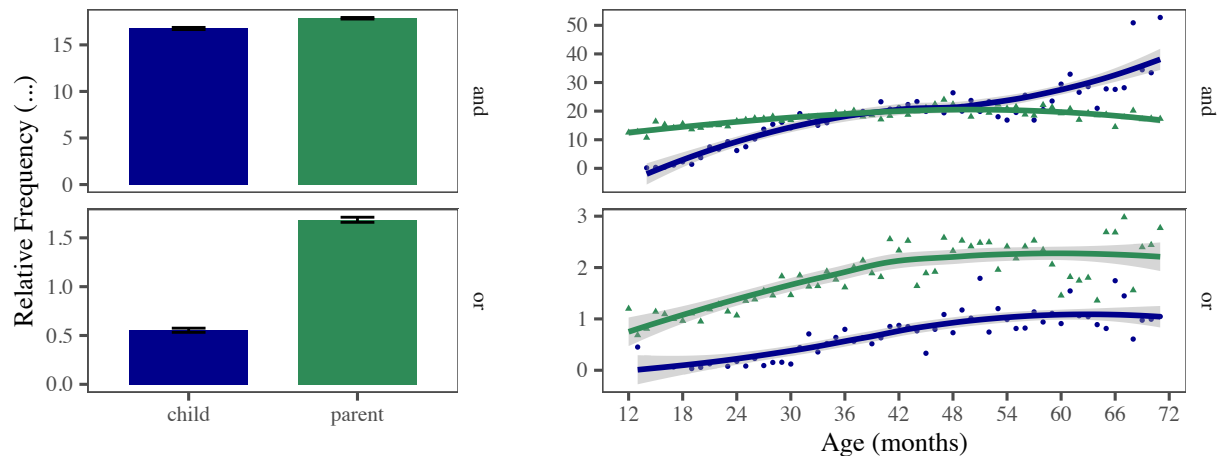 Relative Frequency (...)
15
10
5
0
and
1.5
1.0
0.5
0.0
or
child parent
50
40
30
20
10
0
and
3
2
1
0
or
12 18 24 30 36 42 48 54 60 66 72
Age (months)